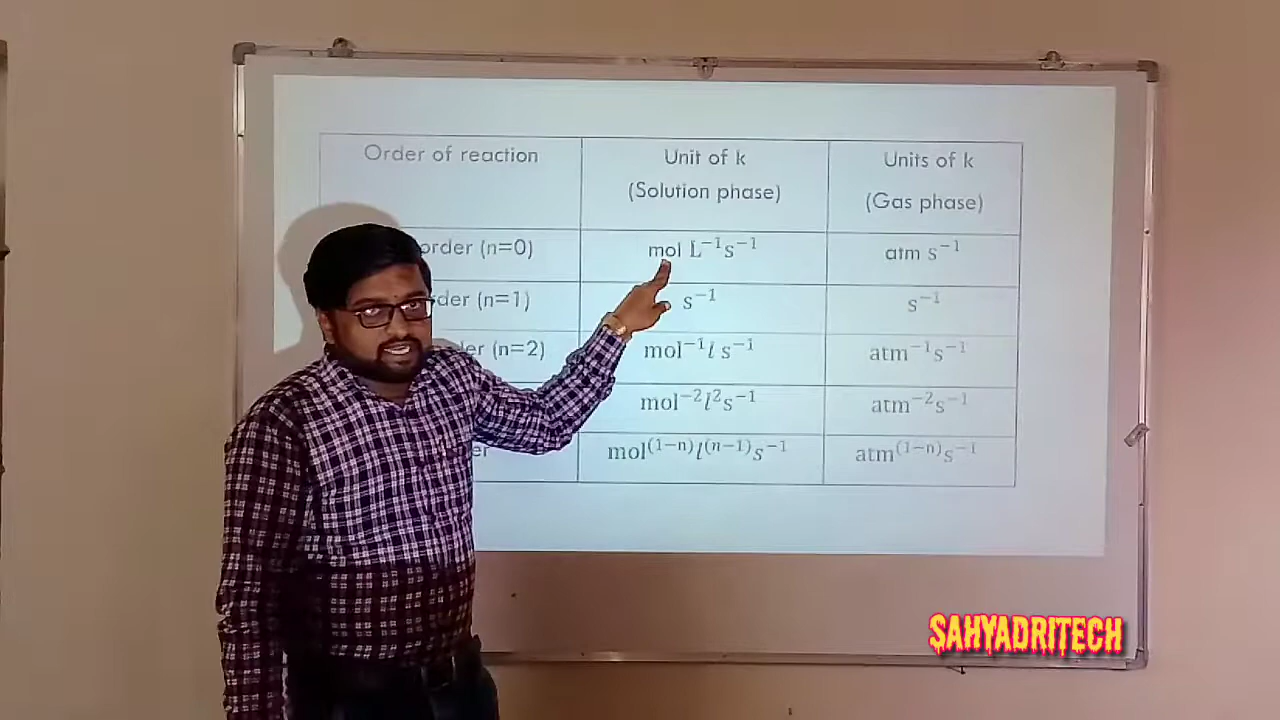 Order of reaction Unit of k Units of k
(Solution phase) (Gas phase)
order (n=0) mol L⁻¹s⁻¹ atm s⁻¹
(n=1) s⁻¹ s⁻¹
(n=2) mol⁻¹l s⁻¹ atm⁻¹s⁻¹
mol⁻²l²s⁻¹ atm⁻²s⁻¹
mol⁽¹⁻ⁿ⁾l⁽ⁿ⁻¹⁾s⁻¹ atm⁽¹⁻ⁿ⁾s⁻¹
SAHYADRITECH